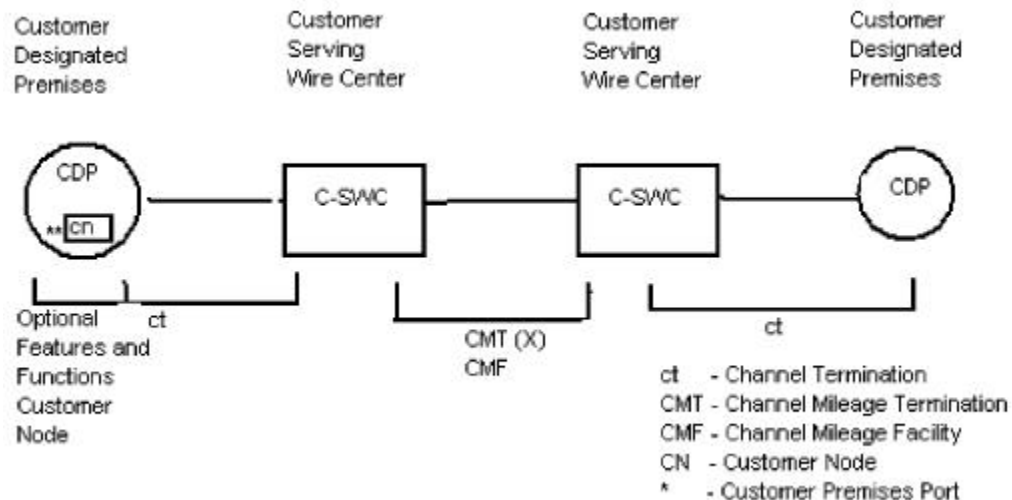 Customer
Designated
Premises
Customer
Serving
Wire Center
Customer
Serving
Wire Center
Customer
Designated
Premises
CDP
**cn
C-SWC
C-SWC
CDP
Optional
Features and
Functions
Customer
Node
ct
CMT (X)
CMF
ct
ct - Channel Termination
CMT - Channel Mileage Termination
CMF - Channel Mileage Facility
CN - Customer Node
* - Customer Premises Port